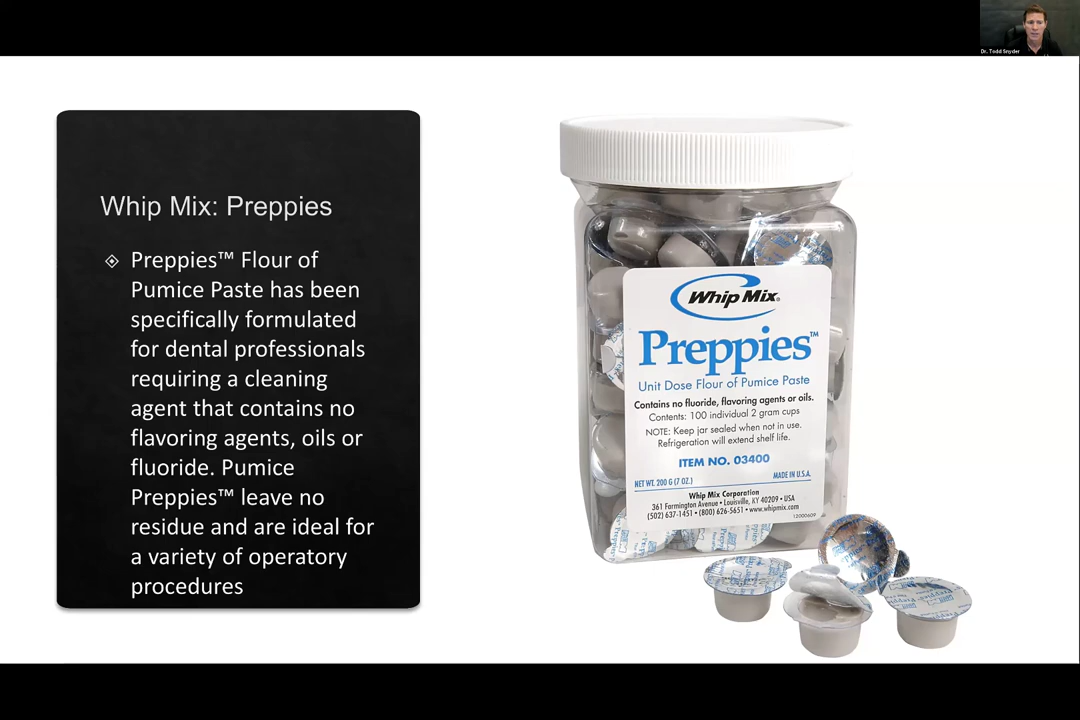 Dr. Todd Snyder
Whip Mix: Preppies
Preppies™ Flour of
Pumice Paste has been
specifically formulated
for dental professionals
requiring a cleaning
agent that contains no
flavoring agents, oils or
fluoride. Pumice
Preppies™ leave no
residue and are ideal for
a variety of operatory
procedures
Whip Mix®
Preppies™
Unit Dose Flour of Pumice Paste
Contains no fluoride, flavoring agents or oils.
Contents: 100 individual 2 gram cups
NOTE: Keep jar sealed when not in use.
Refrigeration will extend shelf life.
ITEM NO. 03400
NET WT. 200 G (7 OZ.) MADE IN U.S.A.
Whip Mix Corporation
361 Farmington Avenue • Louisville, KY 40209 • USA
(502) 637-1451 • (800) 626-5651 • www.whipmix.com
12000609